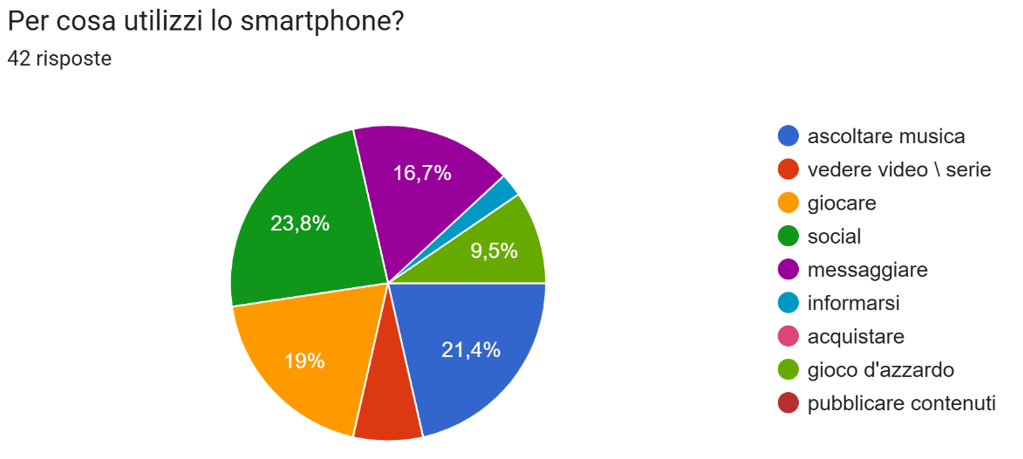 Per cosa utilizzi lo smartphone?
42 risposte
16,7%
23,8%
9,5%
21,4%
19%
ascoltare musica
vedere video \ serie
giocare
social
messaggiare
informarsi
acquistare
gioco d'azzardo
pubblicare contenuti